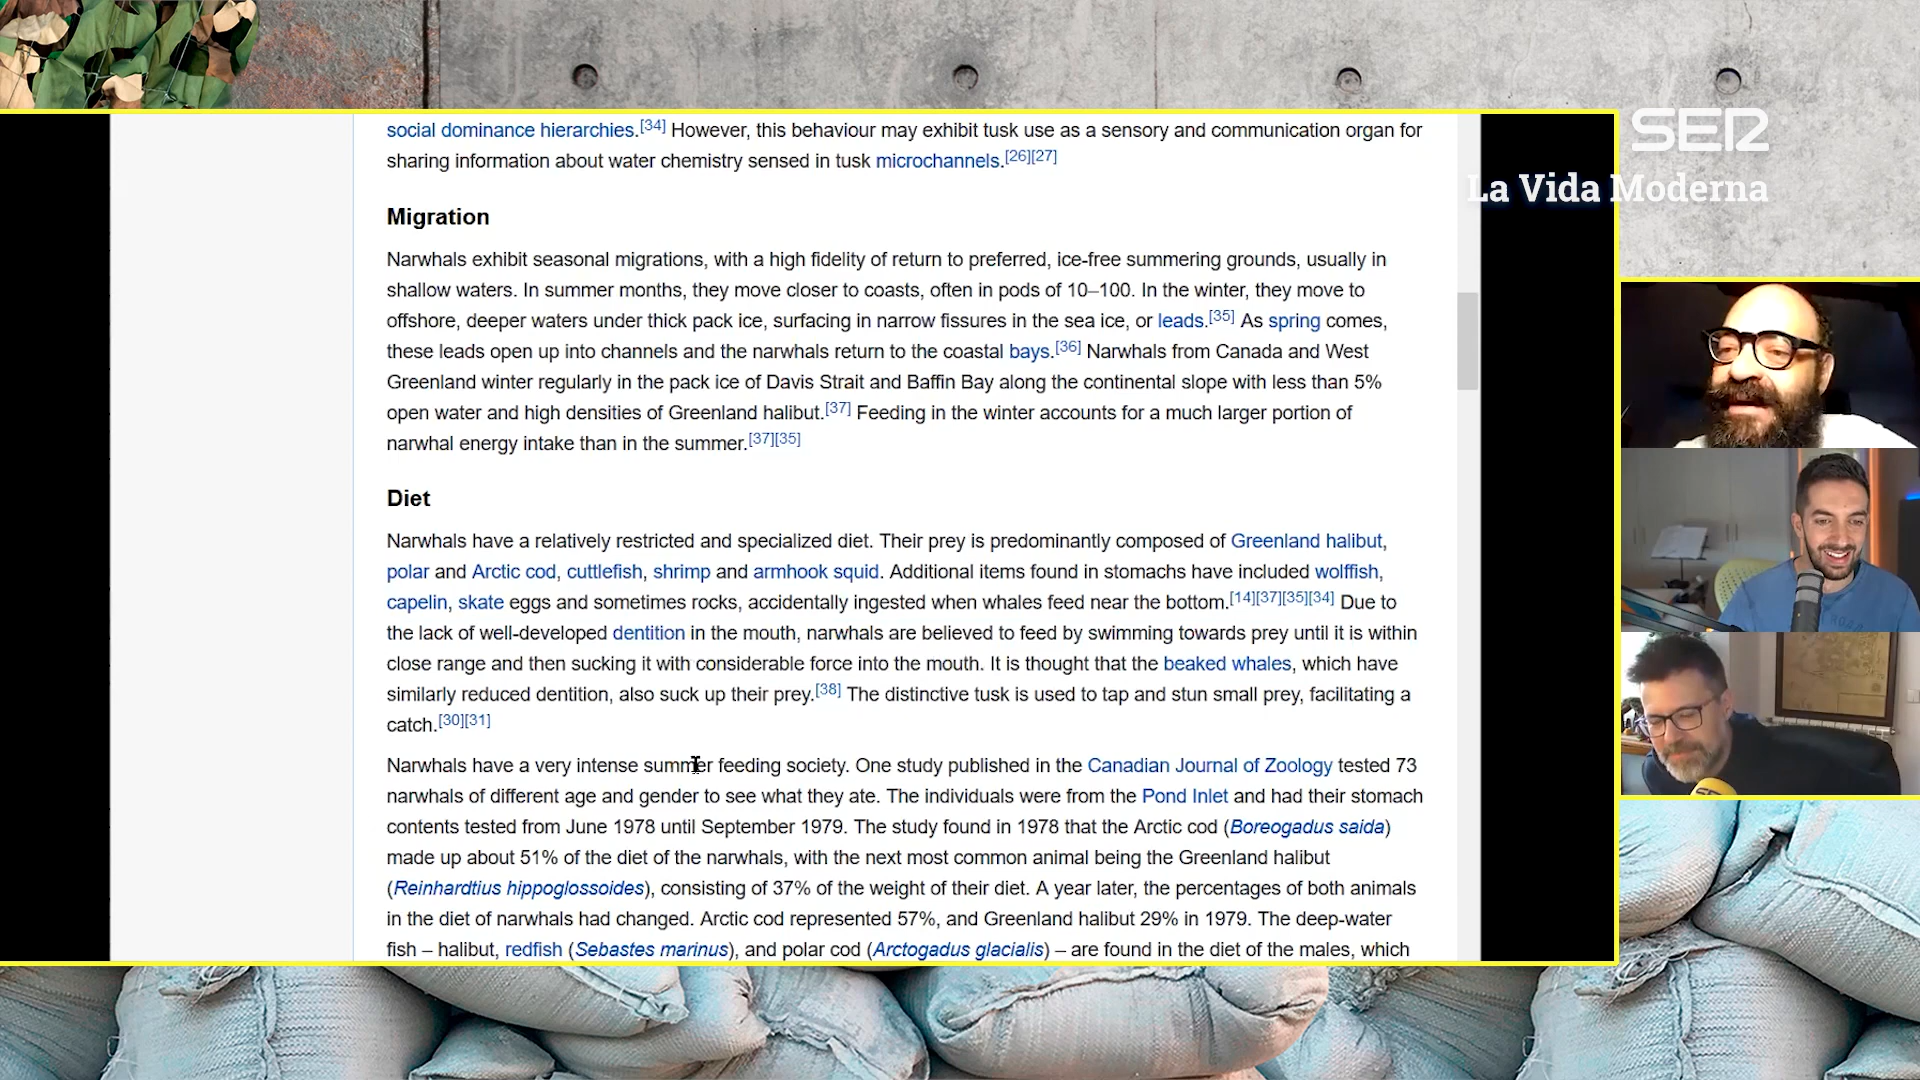 social dominance hierarchies.[34] However, this behaviour may exhibit tusk use as a sensory and communication organ for
sharing information about water chemistry sensed in tusk microchannels.[26][27]
SER
La Vida Moderna
Migration
Narwhals exhibit seasonal migrations, with a high fidelity of return to preferred, ice-free summering grounds, usually in
shallow waters. In summer months, they move closer to coasts, often in pods of 10–100. In the winter, they move to
offshore, deeper waters under thick pack ice, surfacing in narrow fissures in the sea ice, or leads.[35] As spring comes,
these leads open up into channels and the narwhals return to the coastal bays.[36] Narwhals from Canada and West
Greenland winter regularly in the pack ice of Davis Strait and Baffin Bay along the continental slope with less than 5%
open water and high densities of Greenland halibut.[37] Feeding in the winter accounts for a much larger portion of
narwhal energy intake than in the summer.[37][35]
Diet
Narwhals have a relatively restricted and specialized diet. Their prey is predominantly composed of Greenland halibut,
polar and Arctic cod, cuttlefish, shrimp and armhook squid. Additional items found in stomachs have included wolffish,
capelin, skate eggs and sometimes rocks, accidentally ingested when whales feed near the bottom.[14][37][35][34] Due to
the lack of well-developed dentition in the mouth, narwhals are believed to feed by swimming towards prey until it is within
close range and then sucking it with considerable force into the mouth. It is thought that the beaked whales, which have
similarly reduced dentition, also suck up their prey.[38] The distinctive tusk is used to tap and stun small prey, facilitating a
catch.[30][31]
Narwhals have a very intense summer feeding society. One study published in the Canadian Journal of Zoology tested 73
narwhals of different age and gender to see what they ate. The individuals were from the Pond Inlet and had their stomach
contents tested from June 1978 until September 1979. The study found in 1978 that the Arctic cod (Boreogadus saida)
made up about 51% of the diet of the narwhals, with the next most common animal being the Greenland halibut
(Reinhardtius hippoglossoides), consisting of 37% of the weight of their diet. A year later, the percentages of both animals
in the diet of narwhals had changed. Arctic cod represented 57%, and Greenland halibut 29% in 1979. The deep-water
fish – halibut, redfish (Sebastes marinus), and polar cod (Arctogadus glacialis) – are found in the diet of the males, which